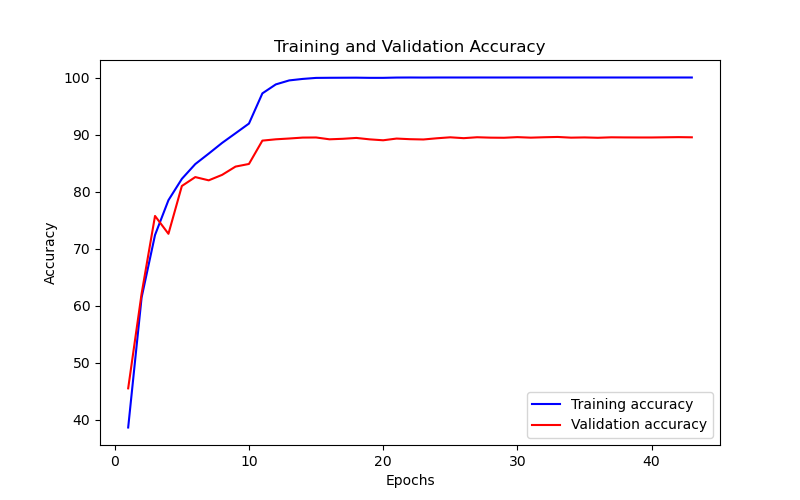 Training and Validation Accuracy
100
90
80
70
60
50
40
Accuracy
0 10 20 30 40
Epochs
Training accuracy
Validation accuracy